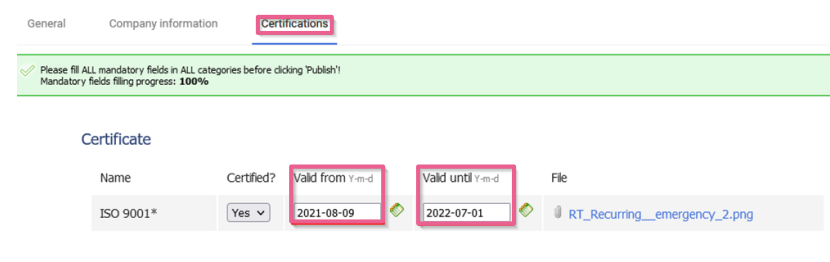 General Company information Certifications
Please fill ALL mandatory fields in ALL categories before clicking 'Publish'!
Mandatory fields filling progress: 100%
Certificate
Name Certified? Valid from Y-m-d Valid until Y-m-d File
ISO 9001* Yes 2021-08-09 2022-07-01 RT_Recurring__emergency_2.png